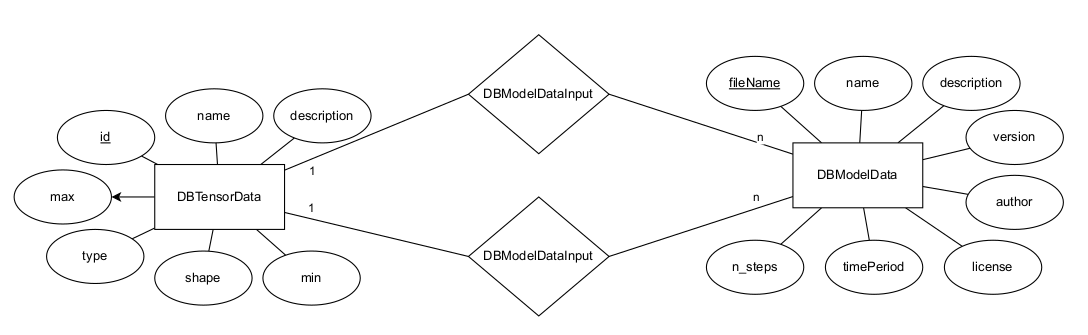 DBModelDataInput
fileName
name
description
name
description
id
version
n
1
DBTensorData
DBModelData
max
1
n
author
type
DBModelDataInput
shape
min
n_steps
timePeriod
license